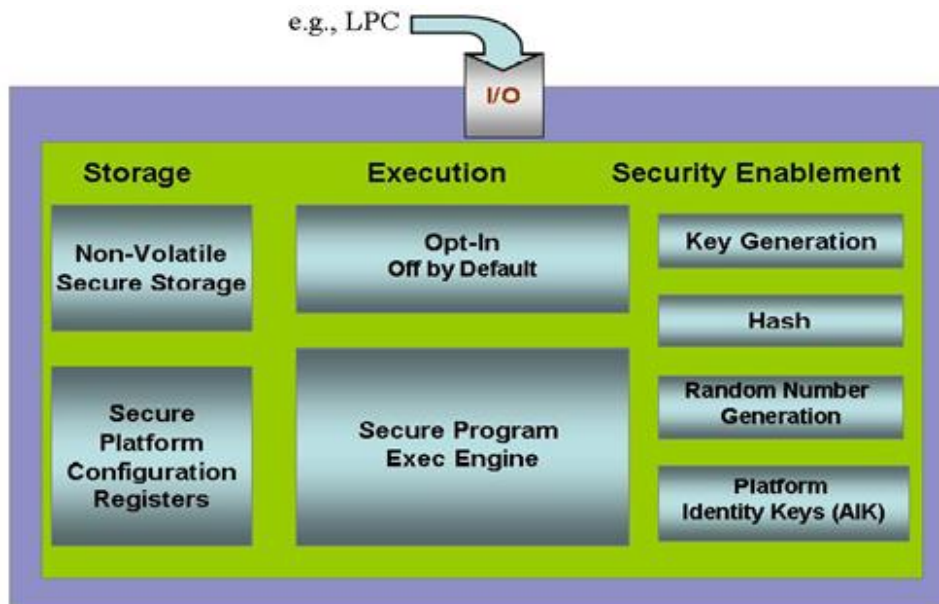 e.g., LPC
I/O
Storage
Non-Volatile
Secure Storage
Secure
Platform
Configuration
Registers
Execution
Opt-In
Off by Default
Secure Program
Exec Engine
Security Enablement
Key Generation
Hash
Random Number
Generation
Platform
Identity Keys (AIK)